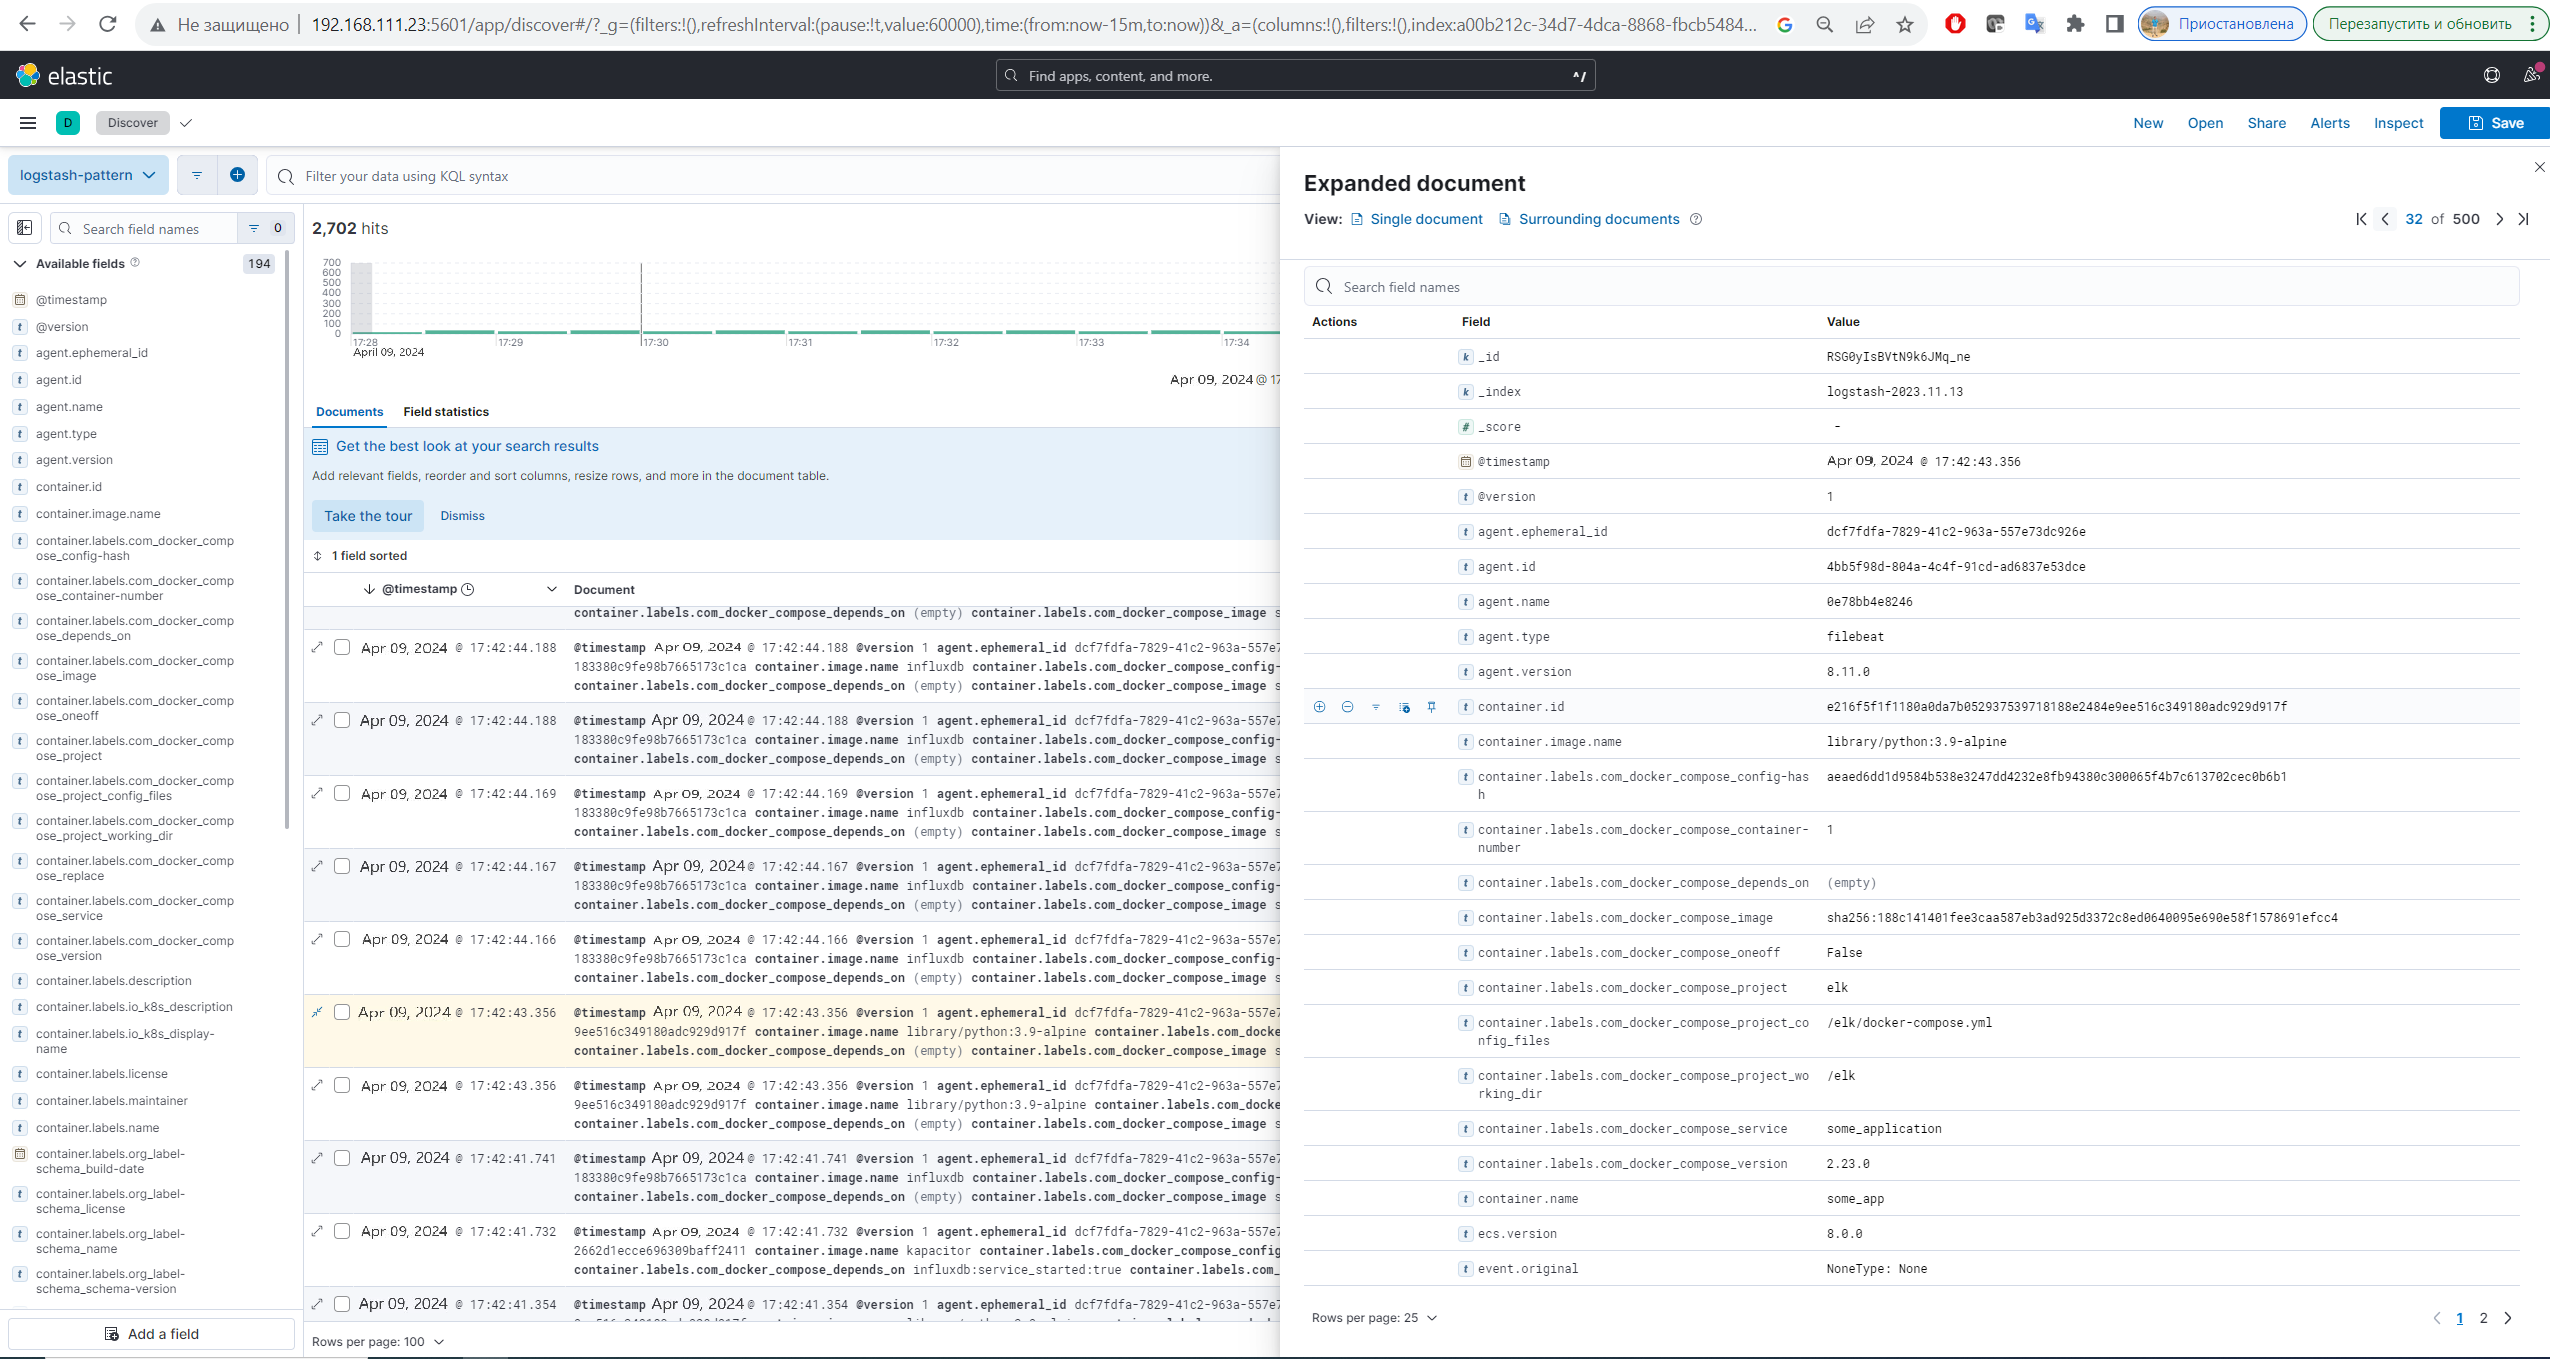 Не защищено
192.168.111.23:5601/app/discover#/?_g=(filters:!(),refreshInterval:(pause:!t,value:60000),time:(from:now-15m,to:now))&_a=(columns:!(),filters:!(),index:a00b212c-34d7-4dca-8868-fbcb5484...
Приостановлена
Перезапустить и обновить
elastic
Find apps, content, and more.
^/
D
Discover
New
Open
Share
Alerts
Inspect
Save
logstash-pattern
Filter your data using KQL syntax
Search field names
0
Available fields
194
@timestamp
@version
agent.ephemeral_id
agent.id
agent.name
agent.type
agent.version
container.id
container.image.name
container.labels.com_docker_comp
ose_config-hash
container.labels.com_docker_comp
ose_container-number
container.labels.com_docker_comp
ose_depends_on
container.labels.com_docker_comp
ose_image
container.labels.com_docker_comp
ose_oneoff
container.labels.com_docker_comp
ose_project
container.labels.com_docker_comp
ose_project_config_files
container.labels.com_docker_comp
ose_project_working_dir
container.labels.com_docker_comp
ose_replace
container.labels.com_docker_comp
ose_service
container.labels.com_docker_comp
ose_version
container.labels.description
container.labels.io_k8s_description
container.labels.io_k8s_display-
name
container.labels.license
container.labels.maintainer
container.labels.name
container.labels.org_label-
schema_build-date
container.labels.org_label-
schema_license
container.labels.org_label-
schema_name
container.labels.org_label-
schema_schema-version
Add a field
2,702 hits
700
600
500
400
300
200
100
0
17:28
17:29
17:30
17:31
17:32
17:33
17:34
April 09, 2024
Apr 09, 2024 @ 17
Documents
Field statistics
Get the best look at your search results
Add relevant fields, reorder and sort columns, resize rows, and more in the document table.
Take the tour
Dismiss
1 field sorted
@timestamp
Document
container.labels.com_docker_compose_depends_on (empty) container.labels.com_docker_compose_image s
Apr 09, 2024 @ 17:42:44.188
@timestamp Apr 09, 2024 @ 17:42:44.188 @version 1 agent.ephemeral_id dcf7fdfa-7829-41c2-963a-557e7
183380c9fe98b7665173c1ca container.image.name influxdb container.labels.com_docker_compose_config-
container.labels.com_docker_compose_depends_on (empty) container.labels.com_docker_compose_image s
Apr 09, 2024 @ 17:42:44.188
@timestamp Apr 09, 2024 @ 17:42:44.188 @version 1 agent.ephemeral_id dcf7fdfa-7829-41c2-963a-557e7
183380c9fe98b7665173c1ca container.image.name influxdb container.labels.com_docker_compose_config-
container.labels.com_docker_compose_depends_on (empty) container.labels.com_docker_compose_image s
Apr 09, 2024 @ 17:42:44.169
@timestamp Apr 09, 2024 @ 17:42:44.169 @version 1 agent.ephemeral_id dcf7fdfa-7829-41c2-963a-557e7
183380c9fe98b7665173c1ca container.image.name influxdb container.labels.com_docker_compose_config-
container.labels.com_docker_compose_depends_on (empty) container.labels.com_docker_compose_image s
Apr 09, 2024 @ 17:42:44.167
@timestamp Apr 09, 2024 @ 17:42:44.167 @version 1 agent.ephemeral_id dcf7fdfa-7829-41c2-963a-557e7
183380c9fe98b7665173c1ca container.image.name influxdb container.labels.com_docker_compose_config-
container.labels.com_docker_compose_depends_on (empty) container.labels.com_docker_compose_image s
Apr 09, 2024 @ 17:42:44.166
@timestamp Apr 09, 2024 @ 17:42:44.166 @version 1 agent.ephemeral_id dcf7fdfa-7829-41c2-963a-557e7
183380c9fe98b7665173c1ca container.image.name influxdb container.labels.com_docker_compose_config-
container.labels.com_docker_compose_depends_on (empty) container.labels.com_docker_compose_image s
Apr 09, 2024 @ 17:42:43.356
@timestamp Apr 09, 2024 @ 17:42:43.356 @version 1 agent.ephemeral_id dcf7fdfa-7829-41c2-963a-557e7
9ee516c349180adc929d917f container.image.name library/python:3.9-alpine container.labels.com_docke
container.labels.com_docker_compose_depends_on (empty) container.labels.com_docker_compose_image s
Apr 09, 2024 @ 17:42:43.356
@timestamp Apr 09, 2024 @ 17:42:43.356 @version 1 agent.ephemeral_id dcf7fdfa-7829-41c2-963a-557e7
9ee516c349180adc929d917f container.image.name library/python:3.9-alpine container.labels.com_docke
container.labels.com_docker_compose_depends_on (empty) container.labels.com_docker_compose_image s
Apr 09, 2024 @ 17:42:41.741
@timestamp Apr 09, 2024 @ 17:42:41.741 @version 1 agent.ephemeral_id dcf7fdfa-7829-41c2-963a-557e7
183380c9fe98b7665173c1ca container.image.name influxdb container.labels.com_docker_compose_config-
container.labels.com_docker_compose_depends_on (empty) container.labels.com_docker_compose_image s
Apr 09, 2024 @ 17:42:41.732
@timestamp Apr 09, 2024 @ 17:42:41.732 @version 1 agent.ephemeral_id dcf7fdfa-7829-41c2-963a-557e7
2662d1ecce696309baff2411 container.image.name kapacitor container.labels.com_docker_compose_config
container.labels.com_docker_compose_depends_on influxdb:service_started:true container.labels.com_
Apr 09, 2024 @ 17:42:41.354
@timestamp Apr 09, 2024 @ 17:42:41.354 @version 1 agent.ephemeral_id dcf7fdfa-7829-41c2-963a-557e7
Rows per page: 100
Expanded document
View:
Single document
Surrounding documents
32 of 500
Search field names
Actions
Field
Value
_id
RSG0yIsBVtN9k6JMq_ne
_index
logstash-2023.11.13
_score
-
@timestamp
Apr 09, 2024 @ 17:42:43.356
@version
1
agent.ephemeral_id
dcf7fdfa-7829-41c2-963a-557e73dc926e
agent.id
4bb5f98d-804a-4c4f-91cd-ad6837e53dce
agent.name
0e78bb4e8246
agent.type
filebeat
agent.version
8.11.0
container.id
e216f5f1f1180a0da7b052937539718188e2484e9ee516c349180adc929d917f
container.image.name
library/python:3.9-alpine
container.labels.com_docker_compose_config-has
h
aeaed6dd1d9584b538e3247dd4232e8fb94380c300065f4b7c613702cec0b6b1
container.labels.com_docker_compose_container-
number
1
container.labels.com_docker_compose_depends_on
(empty)
container.labels.com_docker_compose_image
sha256:188c141401fee3caa587eb3ad925d3372c8ed0640095e690e58f1578691efcc4
container.labels.com_docker_compose_oneoff
False
container.labels.com_docker_compose_project
elk
container.labels.com_docker_compose_project_co
nfig_files
/elk/docker-compose.yml
container.labels.com_docker_compose_project_wo
rking_dir
/elk
container.labels.com_docker_compose_service
some_application
container.labels.com_docker_compose_version
2.23.0
container.name
some_app
ecs.version
8.0.0
event.original
NoneType: None
Rows per page: 25
1
2